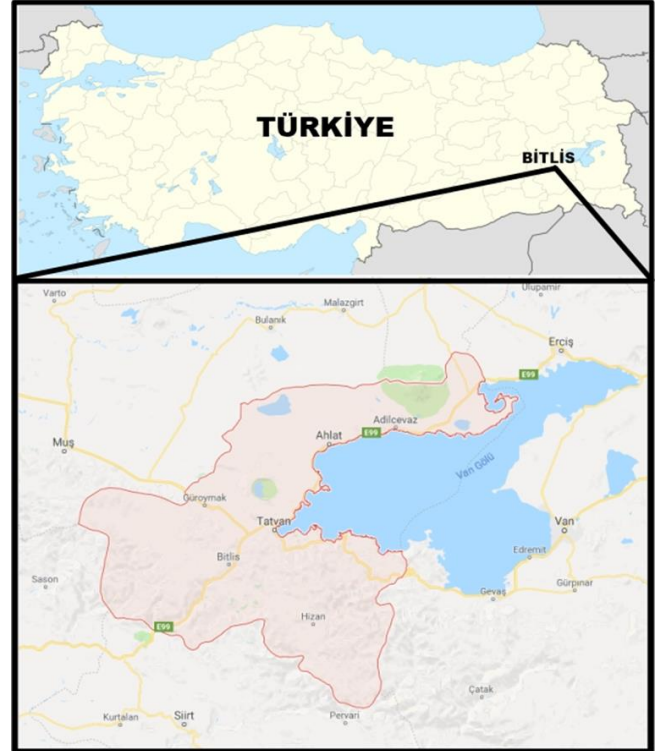 TÜRKİYE
BİTLİS
Varto
Ulupamir
Malazgirt
Bulanık
Erciş
E99
Adilcevaz
E99
Ahlat
Muş
Van Gölü
Güroymak
Tatvan
Van
Edremit
Bitlis
Sason
Gürpınar
Gevaş
Hizan
E99
Çatak
Kurtalan
Siirt
Pervari